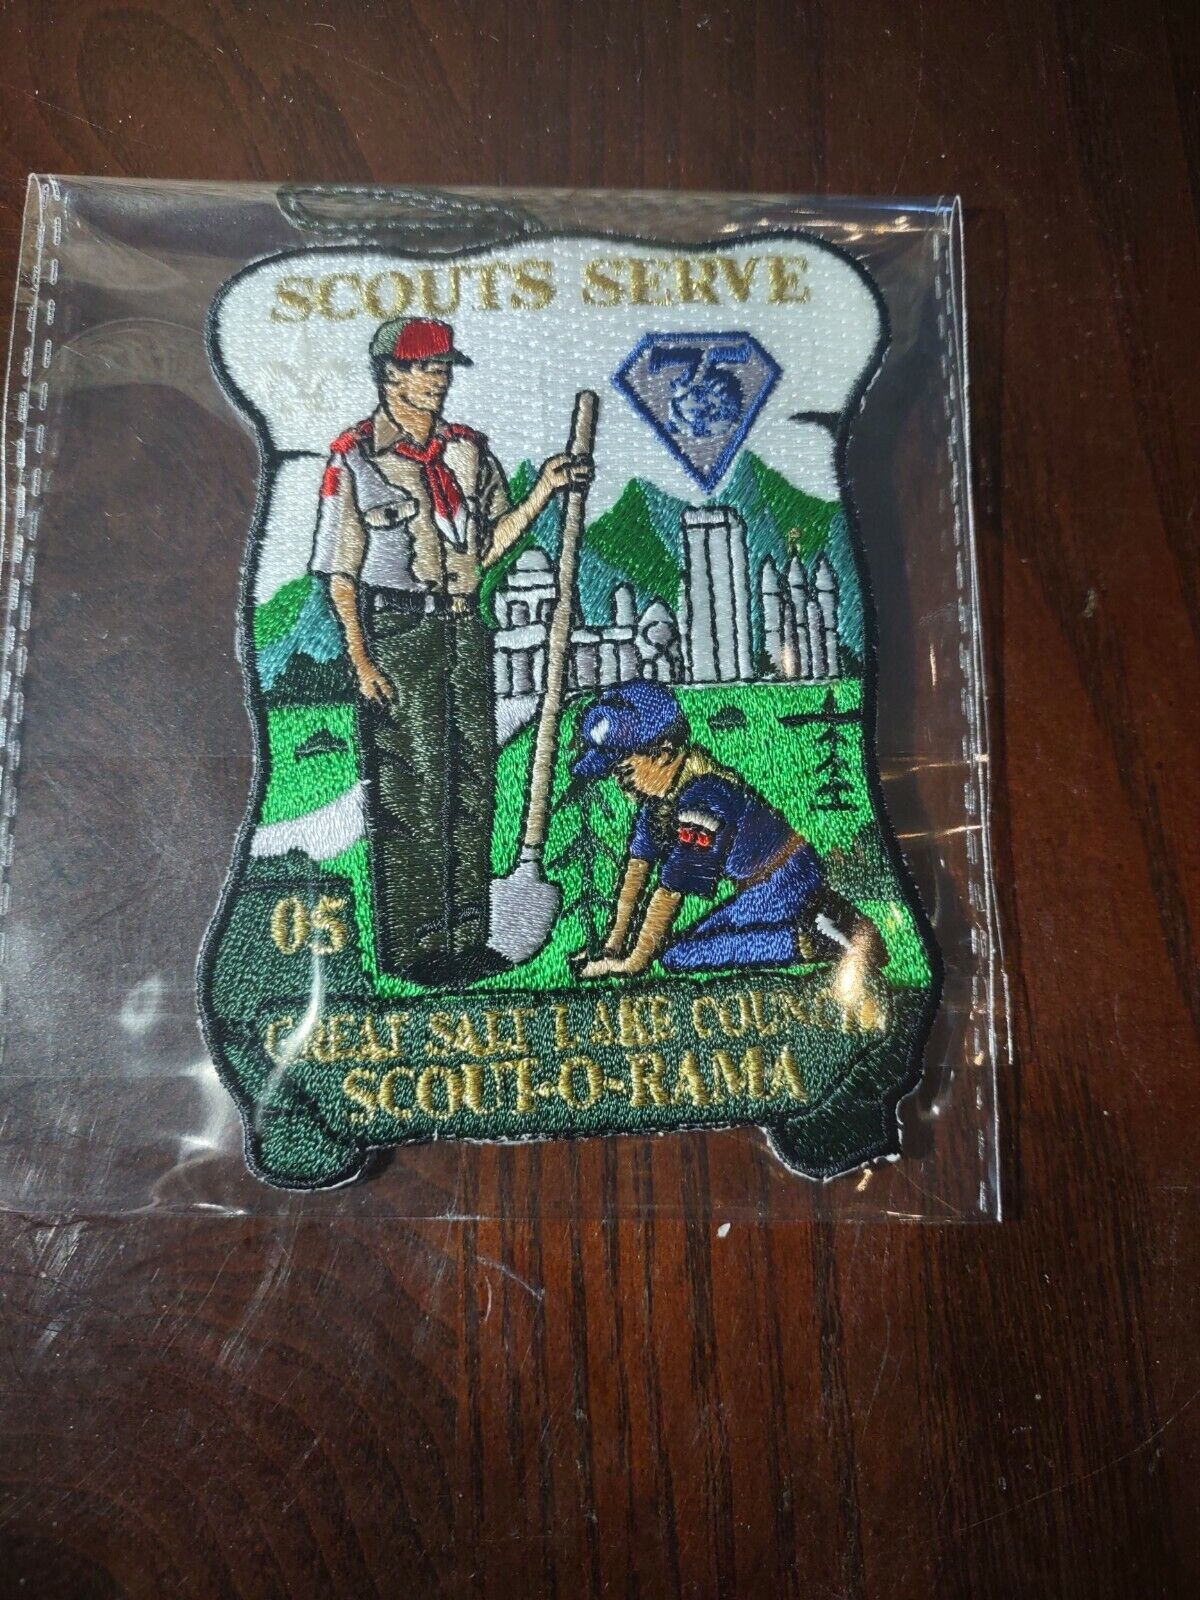 SCOUTS SERVE
75
05
GREAT SALT LAKE COUNCIL
SCOUT-O-RAMA